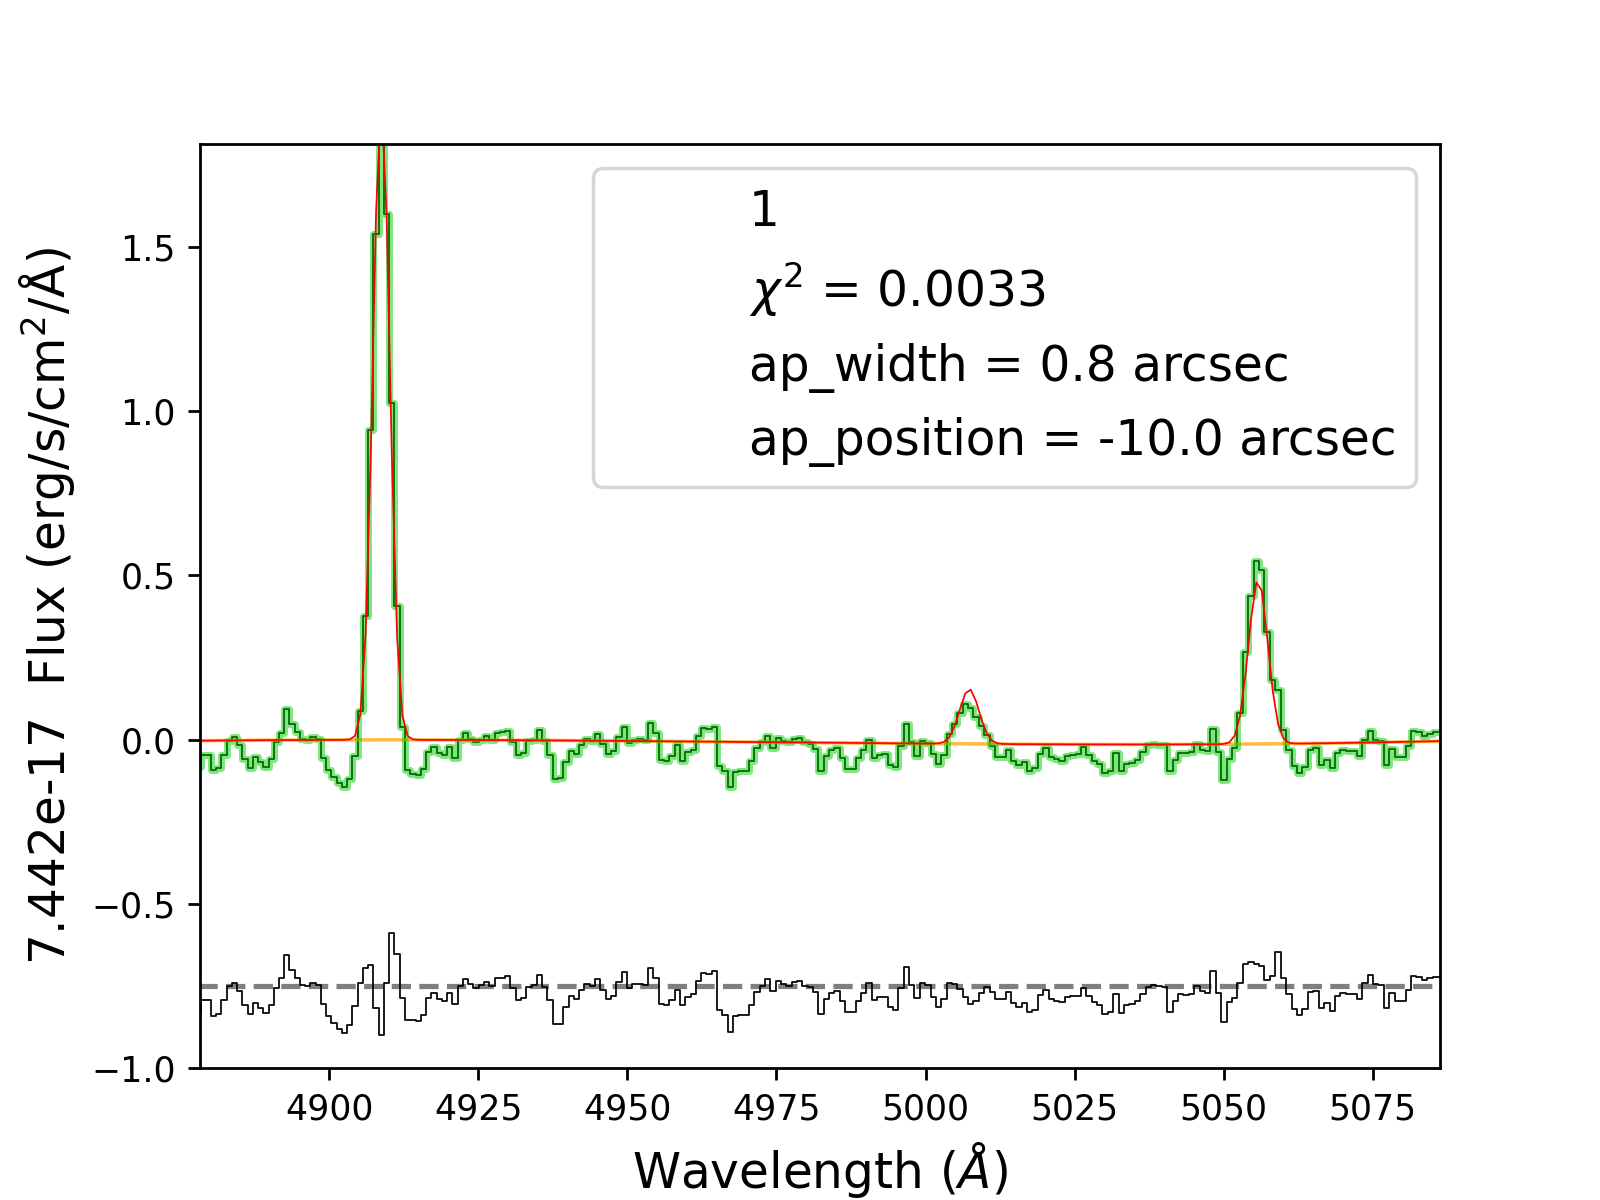 1
χ² = 0.0033
ap_width = 0.8 arcsec
ap_position = -10.0 arcsec
7.442e-17 Flux (erg/s/cm²/Å)
1.5
1.0
0.5
0.0
−0.5
−1.0
4900 4925 4950 4975 5000 5025 5050 5075
Wavelength (Å)